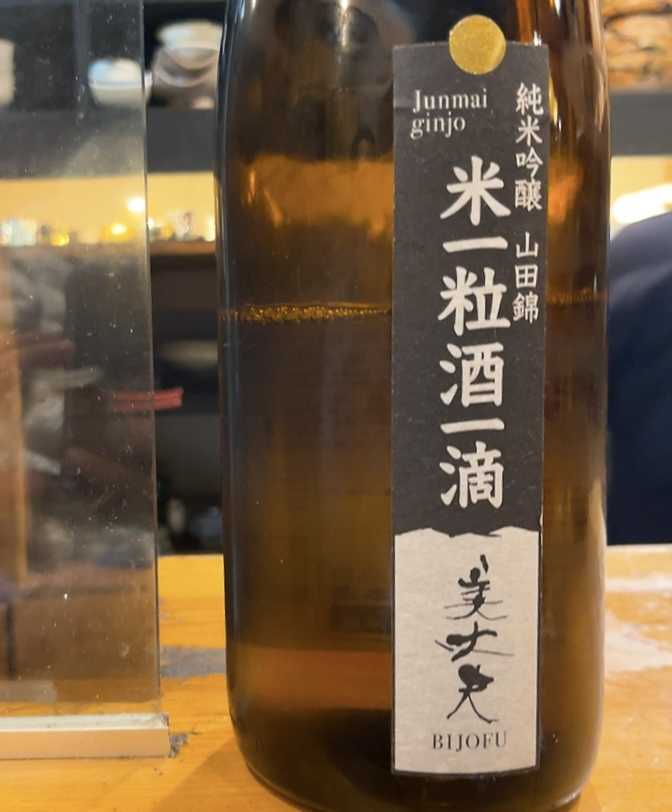 Junmai
ginjo
純米吟醸 山田錦
米一粒酒一滴
美丈夫
BIJOFU